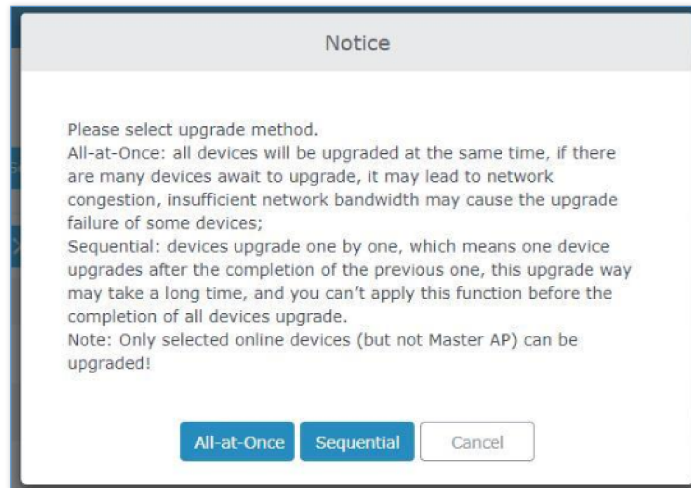 Notice
Please select upgrade method.
All-at-Once: all devices will be upgraded at the same time, if there
are many devices await to upgrade, it may lead to network
congestion, insufficient network bandwidth may cause the upgrade
failure of some devices;
Sequential: devices upgrade one by one, which means one device
upgrades after the completion of the previous one, this upgrade way
may take a long time, and you can't apply this function before the
completion of all devices upgrade.
Note: Only selected online devices (but not Master AP) can be
upgraded!
All-at-Once Sequential Cancel